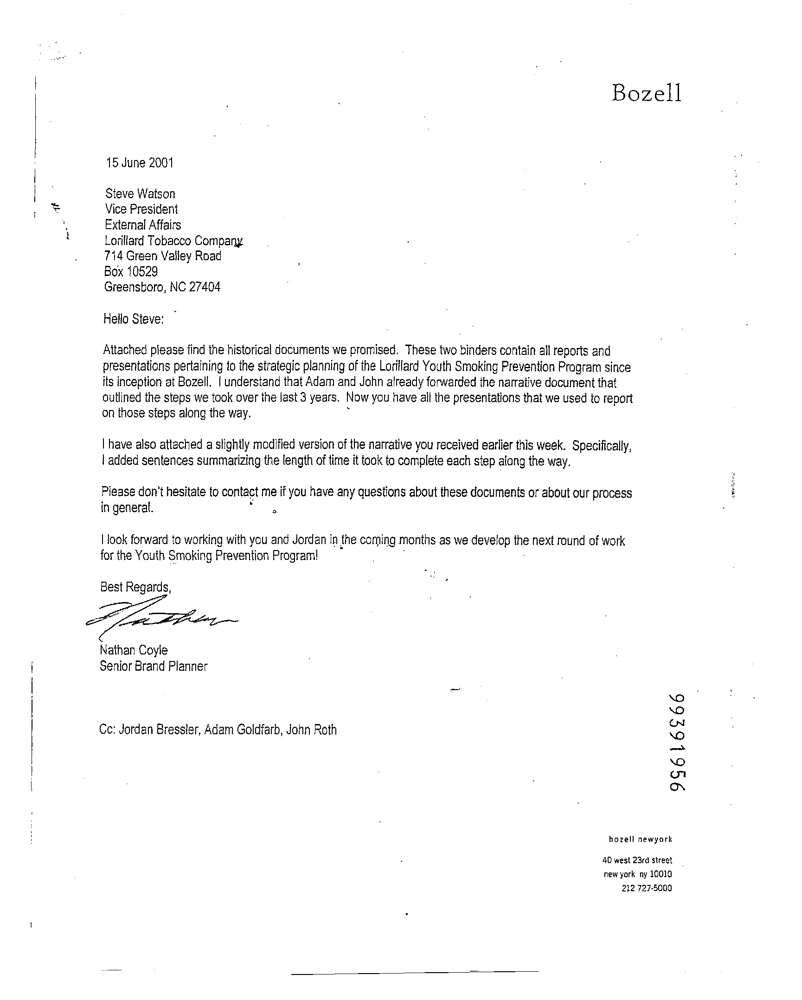 Bozell
15 June 2001
Steve Watson
Vice President
External Affairs
Lorillard Tobacco Company
714 Green Valley Road
Box 10529
Greensboro, NC 27404
Hello Steve:
Attached please find the historical documents we promised. These two binders contain all reports and
presentations pertaining to the strategic planning of the Lorillard Youth Smoking Prevention Program since
its inception at Bozell. I understand that Adam and John already forwarded the narrative document that
outlined the steps we took over the last 3 years. Now you have all the presentations that we used to report
on those steps along the way.
I have also attached a slightly modified version of the narrative you received earlier this week. Specifically,
I added sentences summarizing the length of time it took to complete each step along the way.
Please don't hesitate to contact me if you have any questions about these documents or about our process
in general.
I look forward to working with you and Jordan in the coming months as we develop the next round of work
for the Youth Smoking Prevention Program!
Best Regards,
Nathan
Nathan Coyle
Senior Brand Planner
Cc: Jordan Bressler, Adam Goldfarb, John Roth
99391956
bozell newyork
40 west 23rd street
new york ny 10010
212 727-5000